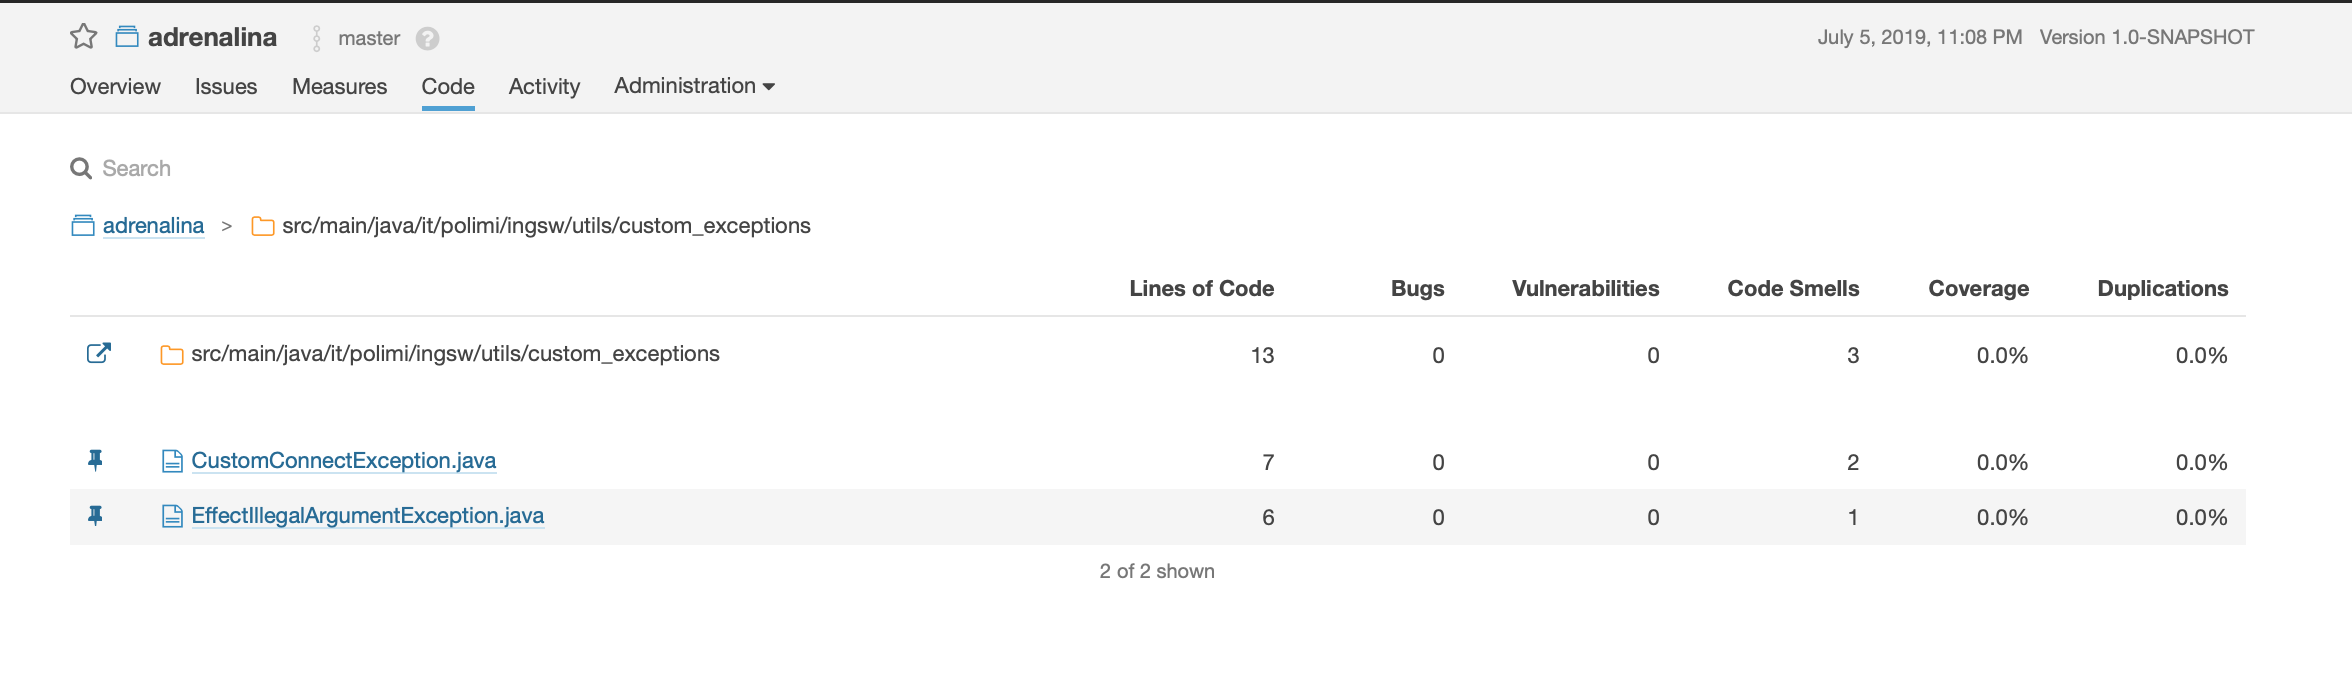 adrenalina master ? July 5, 2019, 11:08 PM Version 1.0-SNAPSHOT
Overview Issues Measures Code Activity Administration
Search
adrenalina > src/main/java/it/polimi/ingsw/utils/custom_exceptions
Lines of Code Bugs Vulnerabilities Code Smells Coverage Duplications
src/main/java/it/polimi/ingsw/utils/custom_exceptions 13 0 0 3 0.0% 0.0%
CustomConnectException.java 7 0 0 2 0.0% 0.0%
EffectIllegalArgumentException.java 6 0 0 1 0.0% 0.0%
2 of 2 shown